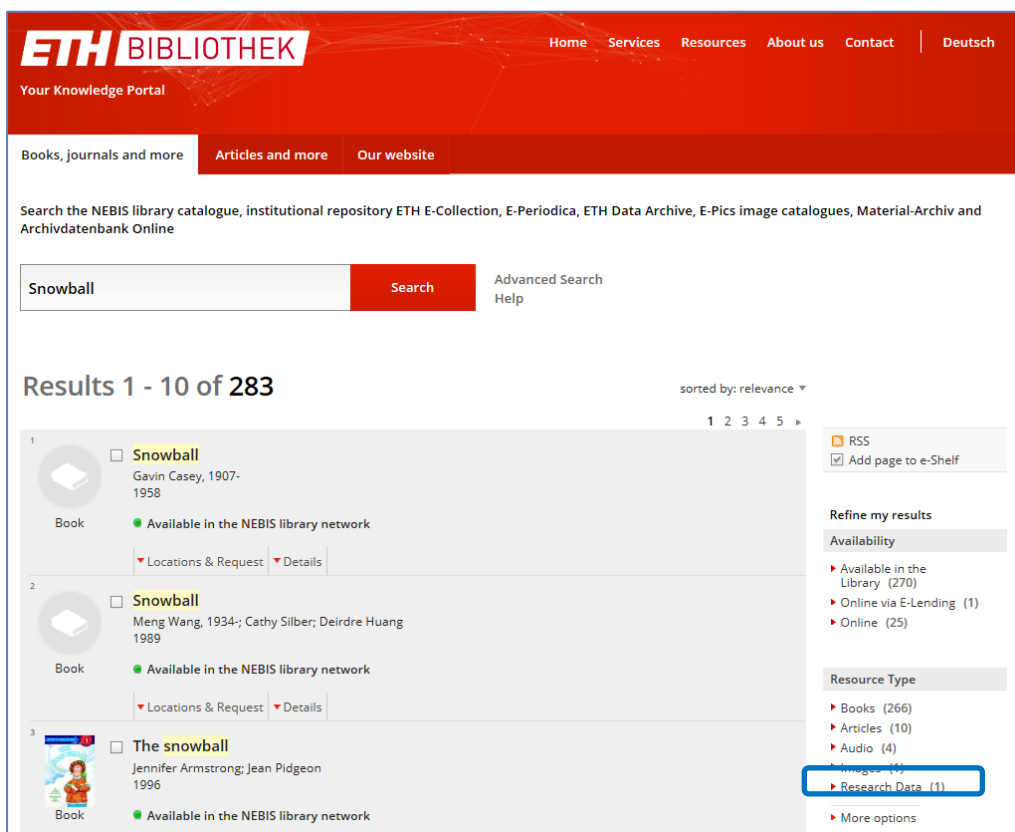 ETH BIBLIOTHEK
Home Services Resources About us Contact Deutsch
Your Knowledge Portal
Books, journals and more Articles and more Our website
Search the NEBIS library catalogue, institutional repository ETH E-Collection, E-Periodica, ETH Data Archive, E-Pics image catalogues, Material-Archiv and
Archivdatenbank Online
Snowball Search
Advanced Search
Help
Results 1 - 10 of 283
sorted by: relevance
1 2 3 4 5
1
Snowball
Gavin Casey, 1907-
1958
Book
Available in the NEBIS library network
Locations & Request Details
2
Snowball
Meng Wang, 1934-; Cathy Silber; Deirdre Huang
1989
Book
Available in the NEBIS library network
Locations & Request Details
3
The snowball
Jennifer Armstrong; Jean Pidgeon
1996
Book
Available in the NEBIS library network
RSS
Add page to e-Shelf
Refine my results
Availability
Available in the
Library (270)
Online via E-Lending (1)
Online (25)
Resource Type
Books (266)
Articles (10)
Audio (4)
Images (1)
Research Data (1)
More options